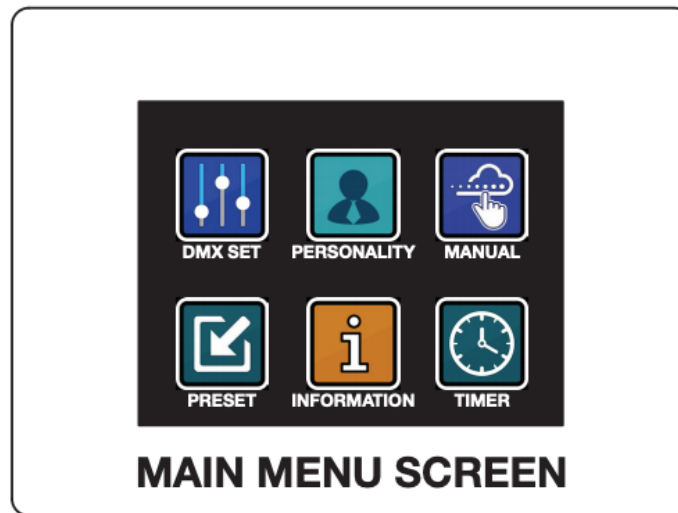 DMX SET PERSONALITY MANUAL
PRESET INFORMATION TIMER
MAIN MENU SCREEN